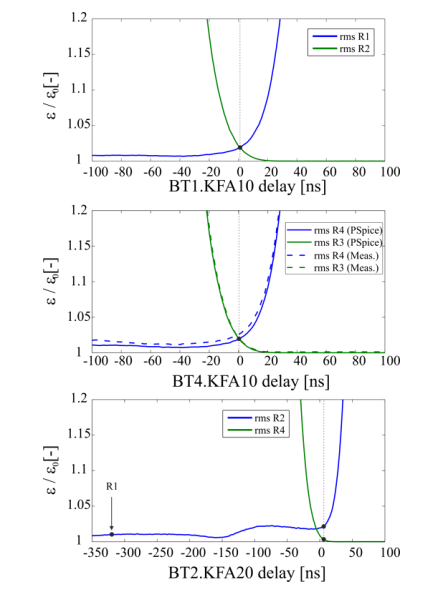 1.2
1.15
1.1
1.05
1
ε / ε0[-]
rms R1
rms R2
-100 -80 -60 -40 -20 0 20 40 60 80 100
BT1.KFA10 delay [ns]
1.2
1.15
1.1
1.05
1
ε / ε0[-]
rms R4 (PSpice)
rms R3 (PSpice)
rms R4 (Meas.)
rms R3 (Meas.)
-100 -80 -60 -40 -20 0 20 40 60 80 100
BT4.KFA10 delay [ns]
1.2
1.15
1.1
1.05
1
ε / ε0[-]
rms R2
rms R4
R1
-350 -300 -250 -200 -150 -100 -50 0 50 100
BT2.KFA20 delay [ns]